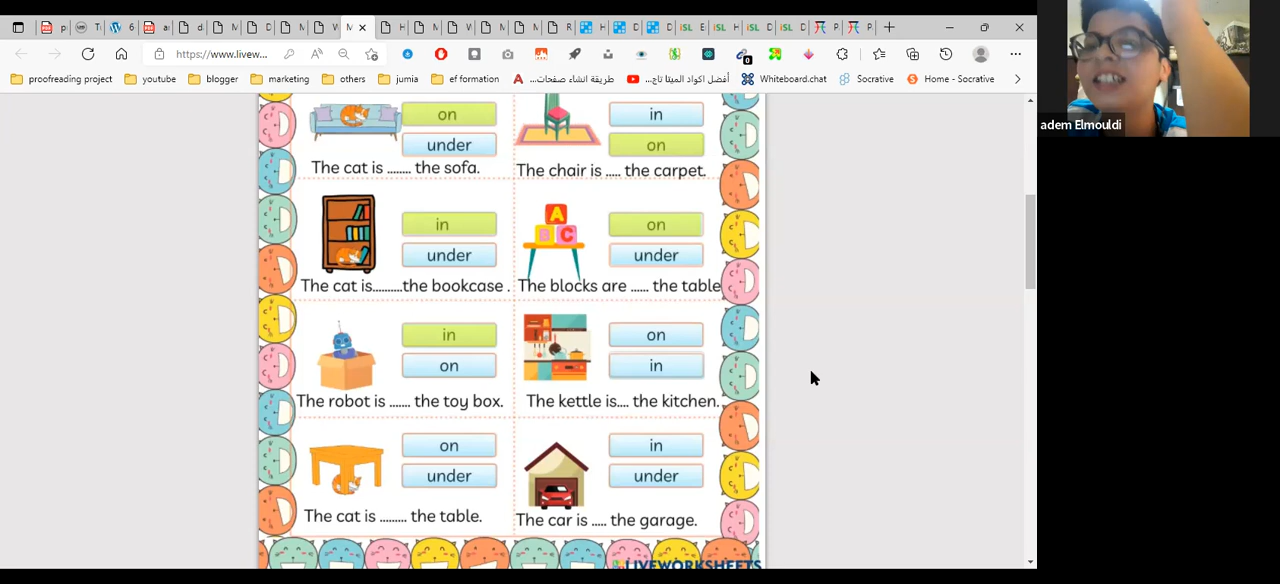 https://www.livew...
proofreading project
youtube
blogger
marketing
others
jumia
ef formation
طريقة انشاء صفحات...
أفضل اكواد الميتا تاج...
Whiteboard.chat
Socrative
Home - Socrative
adem Elmouldi
on
under
The cat is ........ the sofa.
in
on
The chair is ..... the carpet.
in
under
The cat is..........the bookcase .
A
C
on
under
The blocks are ...... the table
in
on
The robot is ....... the toy box.
on
in
The kettle is.... the kitchen.
on
under
The cat is ......... the table.
in
under
The car is ..... the garage.
LIVEWORKSHEETS